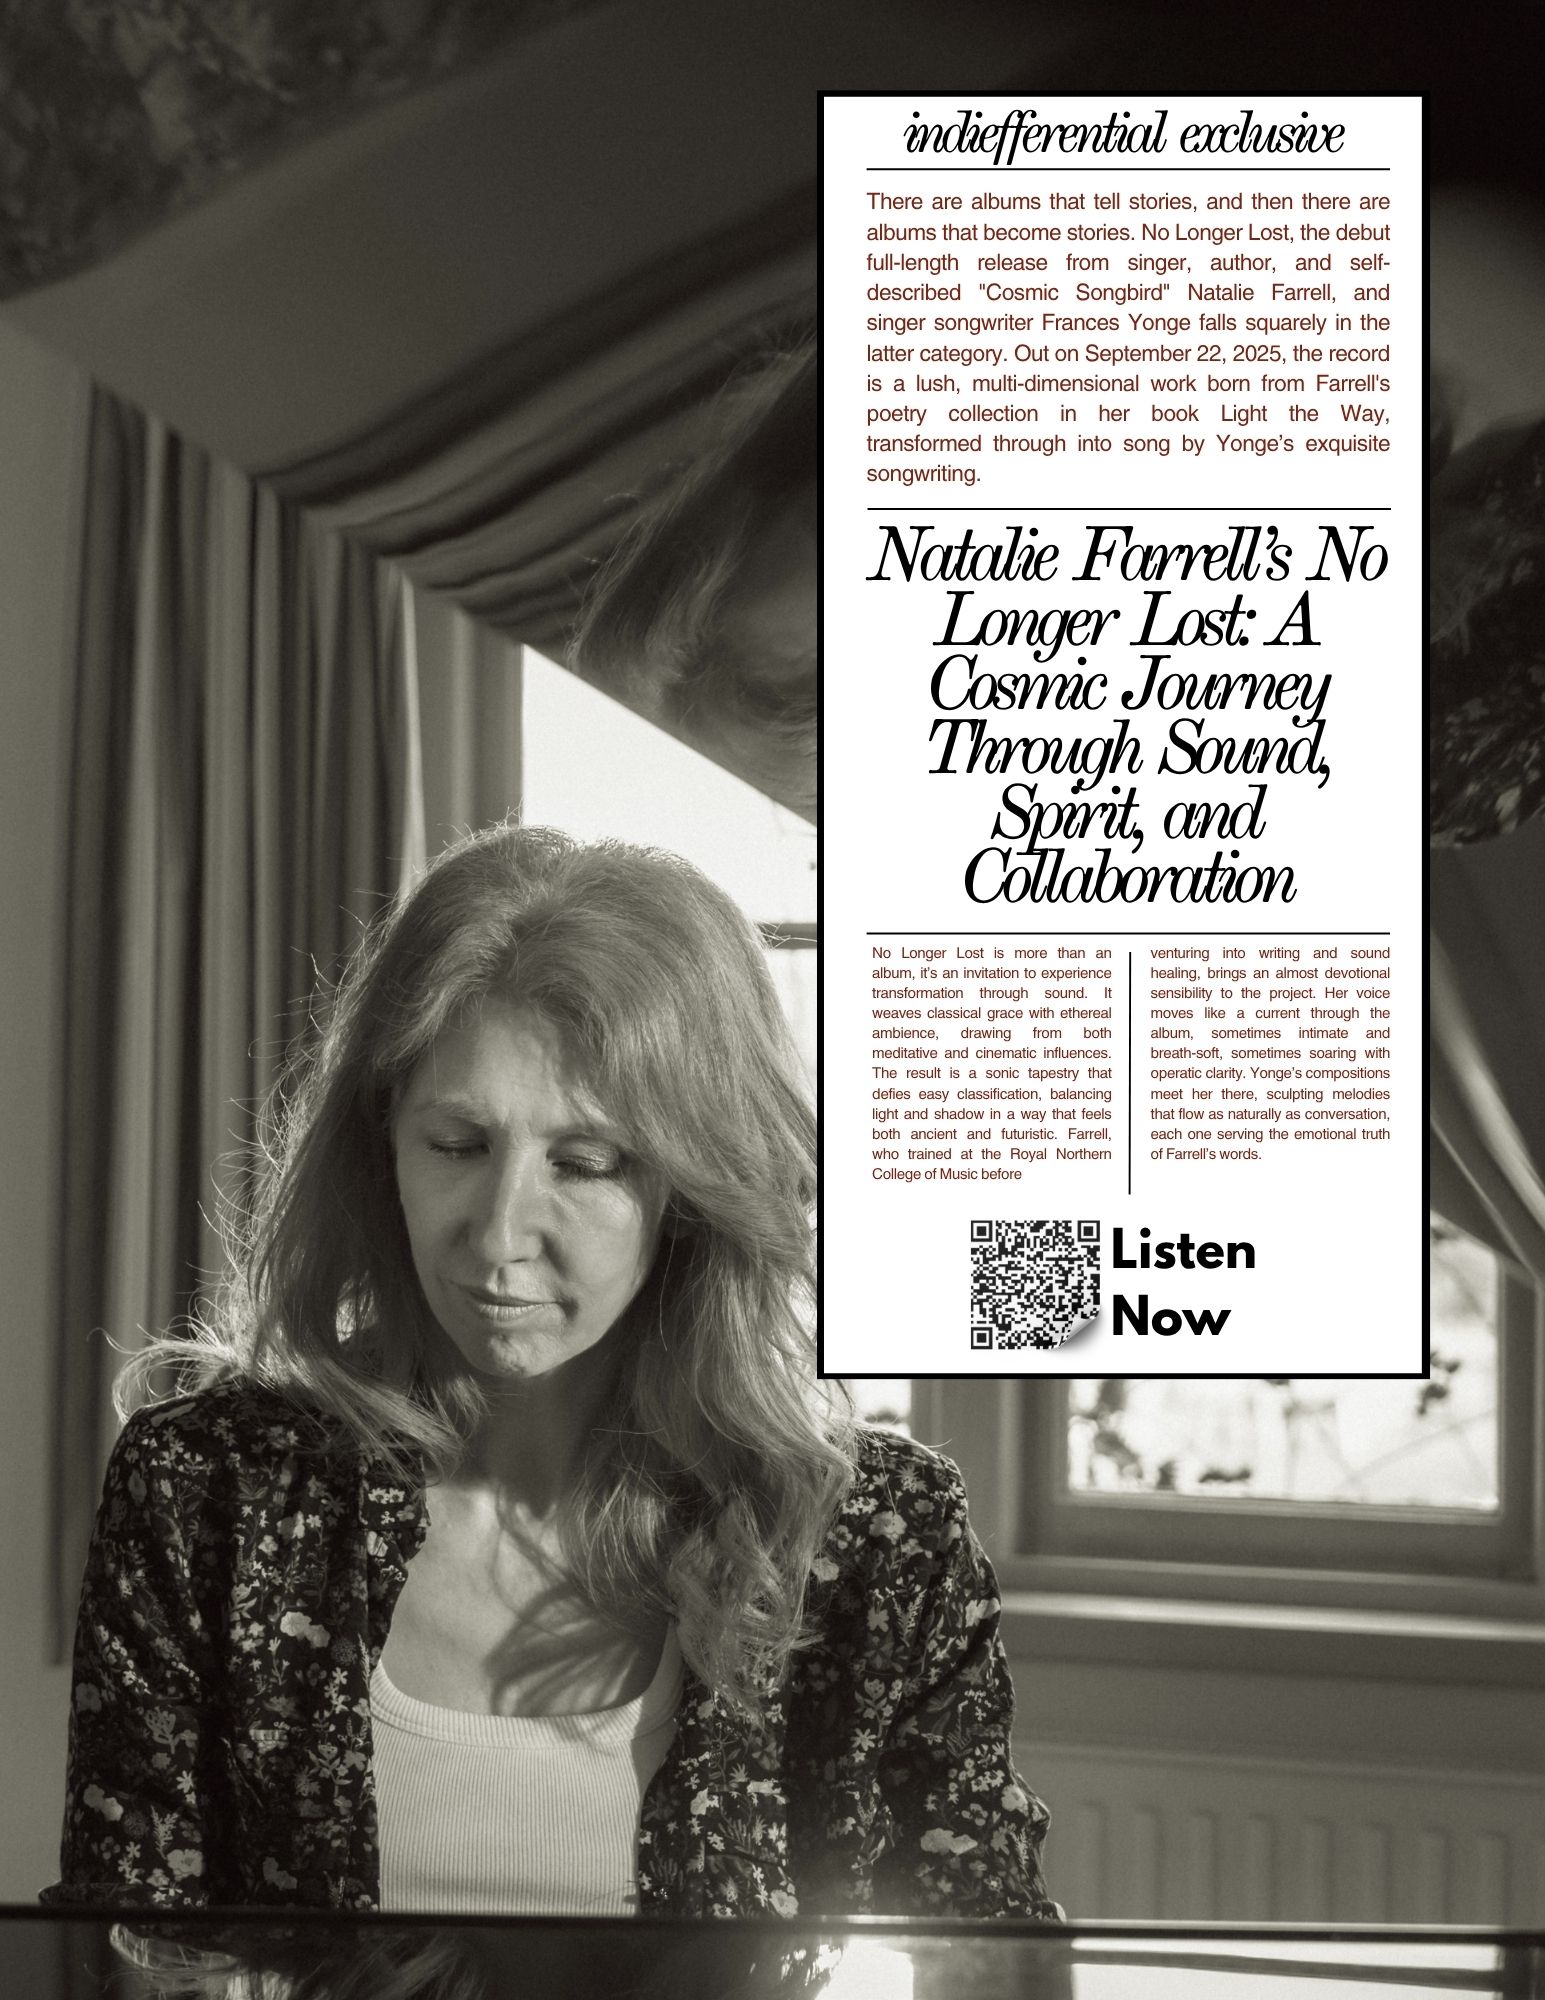 indiefferential exclusive
There are albums that tell stories, and then there are
albums that become stories. No Longer Lost, the debut
full-length release from singer, author, and self-
described "Cosmic Songbird" Natalie Farrell, and
singer songwriter Frances Yonge falls squarely in the
latter category. Out on September 22, 2025, the record
is a lush, multi-dimensional work born from Farrell's
poetry collection in her book Light the Way,
transformed through into song by Yonge’s exquisite
songwriting.
Natalie Farrell’s No
Longer Lost: A
Cosmic Journey
Through Sound,
Spirit, and
Collaboration
No Longer Lost is more than an
album, it’s an invitation to experience
transformation through sound. It
weaves classical grace with ethereal
ambience, drawing from both
meditative and cinematic influences.
The result is a sonic tapestry that
defies easy classification, balancing
light and shadow in a way that feels
both ancient and futuristic. Farrell,
who trained at the Royal Northern
College of Music before
venturing into writing and sound
healing, brings an almost devotional
sensibility to the project. Her voice
moves like a current through the
album, sometimes intimate and
breath-soft, sometimes soaring with
operatic clarity. Yonge’s compositions
meet her there, sculpting melodies
that flow as naturally as conversation,
each one serving the emotional truth
of Farrell’s words.
Listen
Now